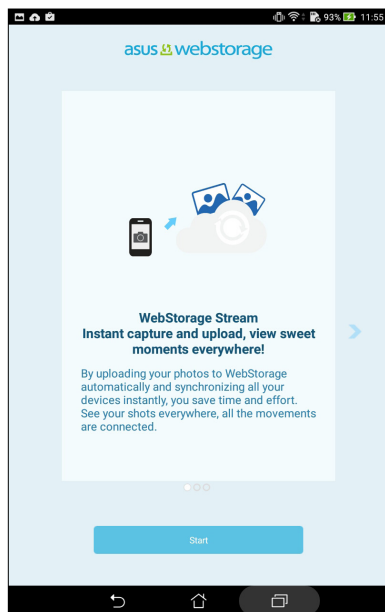 93% 11:55
asus webstorage
WebStorage Stream
Instant capture and upload, view sweet
moments everywhere!
By uploading your photos to WebStorage
automatically and synchronizing all your
devices instantly, you save time and effort.
See your shots everywhere, all the movements
are connected.
Start